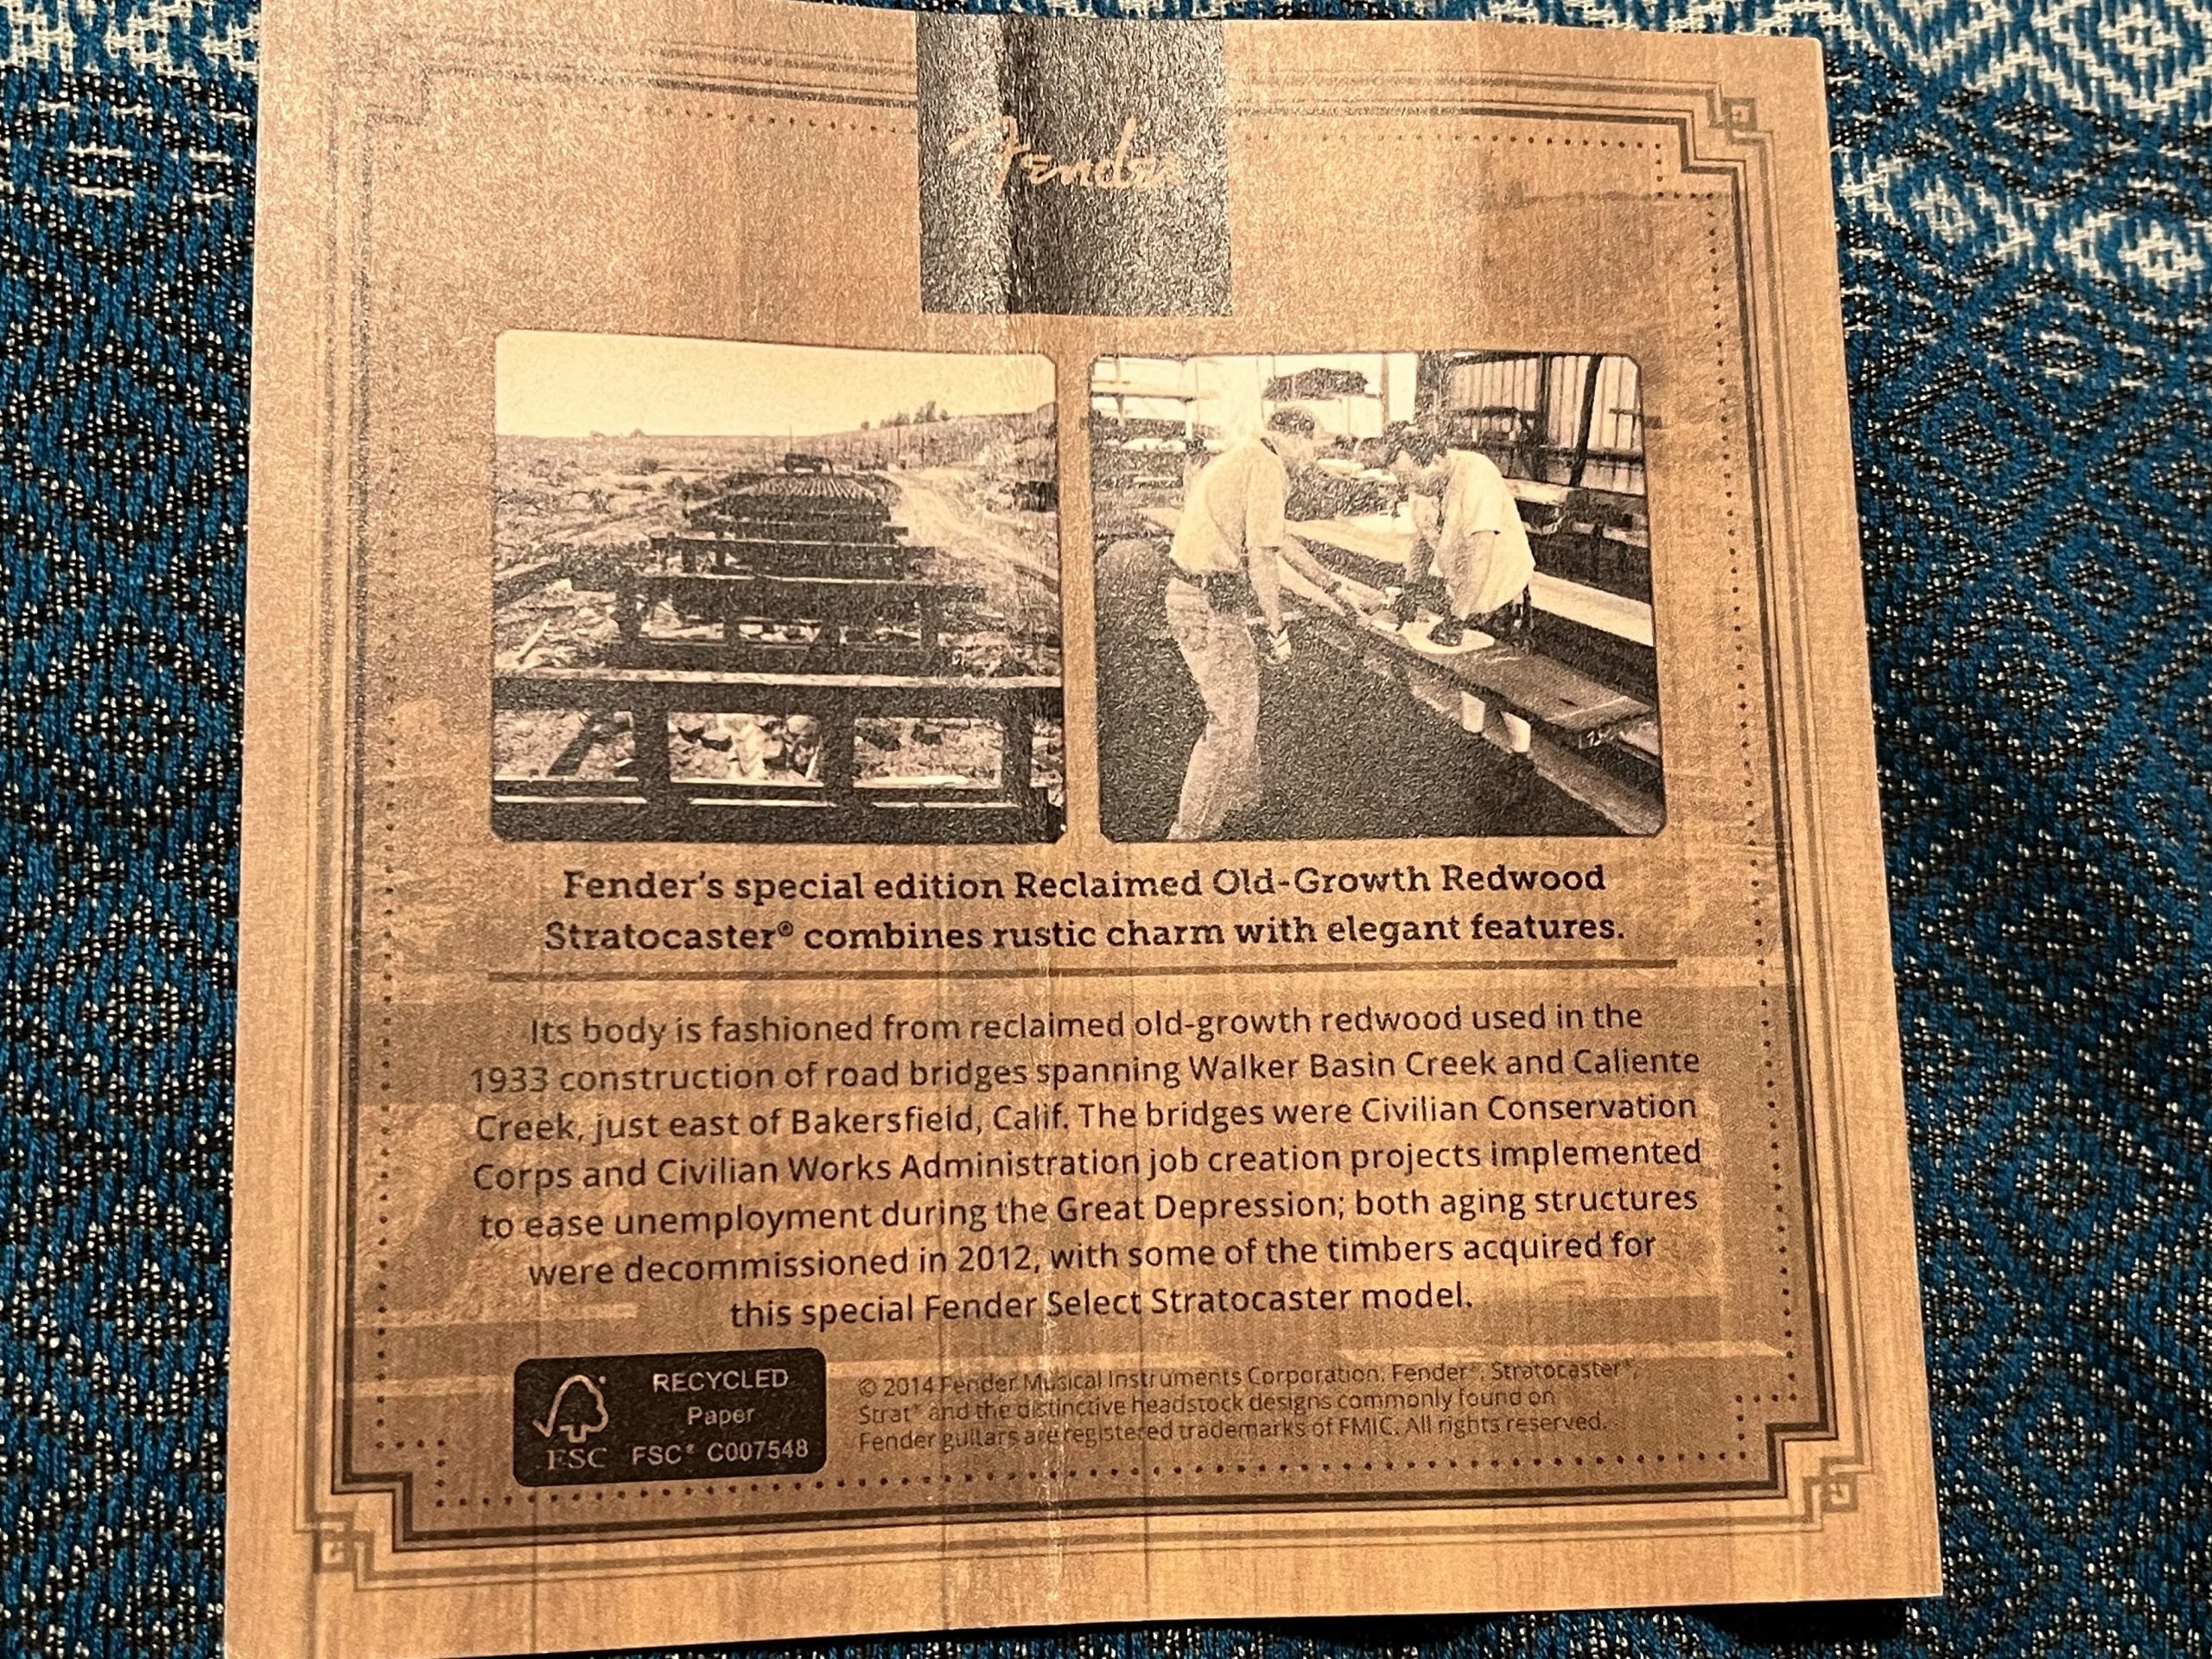 Fender
Fender's special edition Reclaimed Old-Growth Redwood
Stratocaster® combines rustic charm with elegant features.
Its body is fashioned from reclaimed old-growth redwood used in the
1933 construction of road bridges spanning Walker Basin Creek and Caliente
Creek, just east of Bakersfield, Calif. The bridges were Civilian Conservation
Corps and Civilian Works Administration job creation projects implemented
to ease unemployment during the Great Depression; both aging structures
were decommissioned in 2012, with some of the timbers acquired for
this special Fender Select Stratocaster model.
RECYCLED
Paper
FSC FSC® C007548
© 2014 Fender Musical Instruments Corporation. Fender®, Stratocaster®,
Strat® and the distinctive headstock designs commonly found on
Fender guitars are registered trademarks of FMIC. All rights reserved.